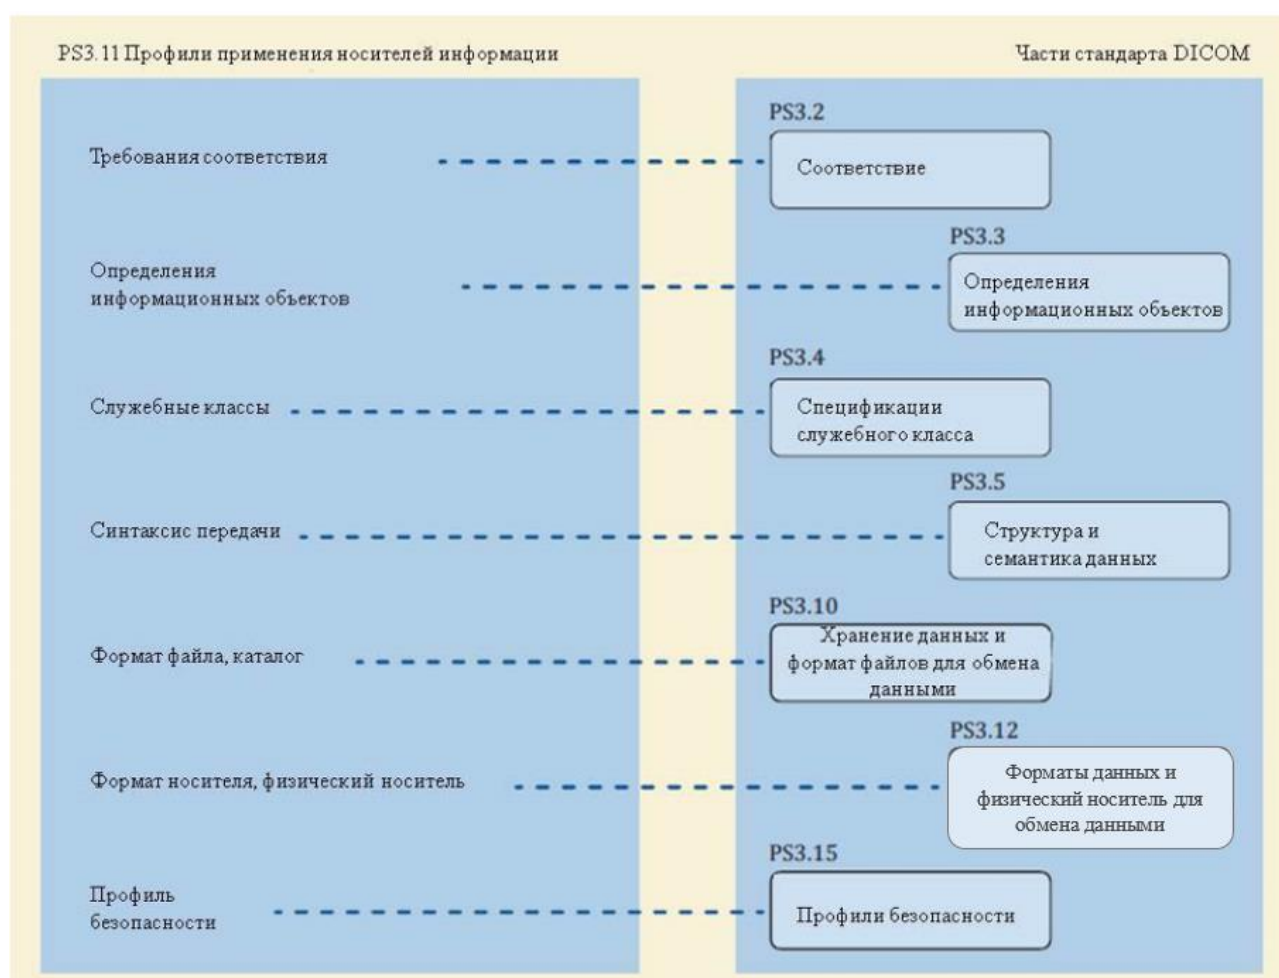 PS3.11 Профили применения носителей информации
Части стандарта DICOM
PS3.2
Требования соответствия
Соответствие
PS3.3
Определения
информационных объектов
Определения
информационных объектов
PS3.4
Служебные классы
Спецификации
служебного класса
PS3.5
Синтаксис передачи
Структура и
семантика данных
PS3.10
Формат файла, каталог
Хранение данных и
формат файлов для обмена
данными
PS3.12
Формат носителя, физический носитель
Форматы данных и
физический носитель для
обмена данными
PS3.15
Профиль
безопасности
Профили безопасности